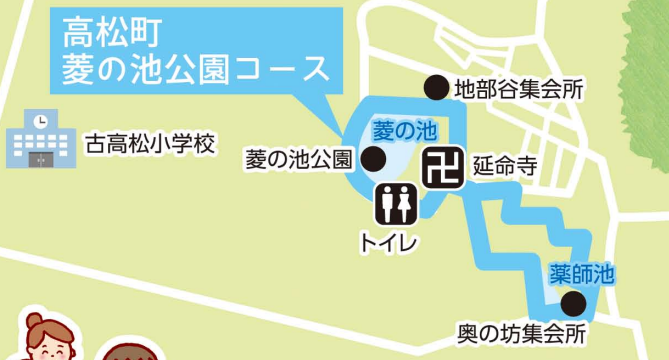 高松町
菱の池公園コース
地部谷集会所
菱の池
古高松小学校
菱の池公園
延命寺
トイレ
薬師池
奥の坊集会所